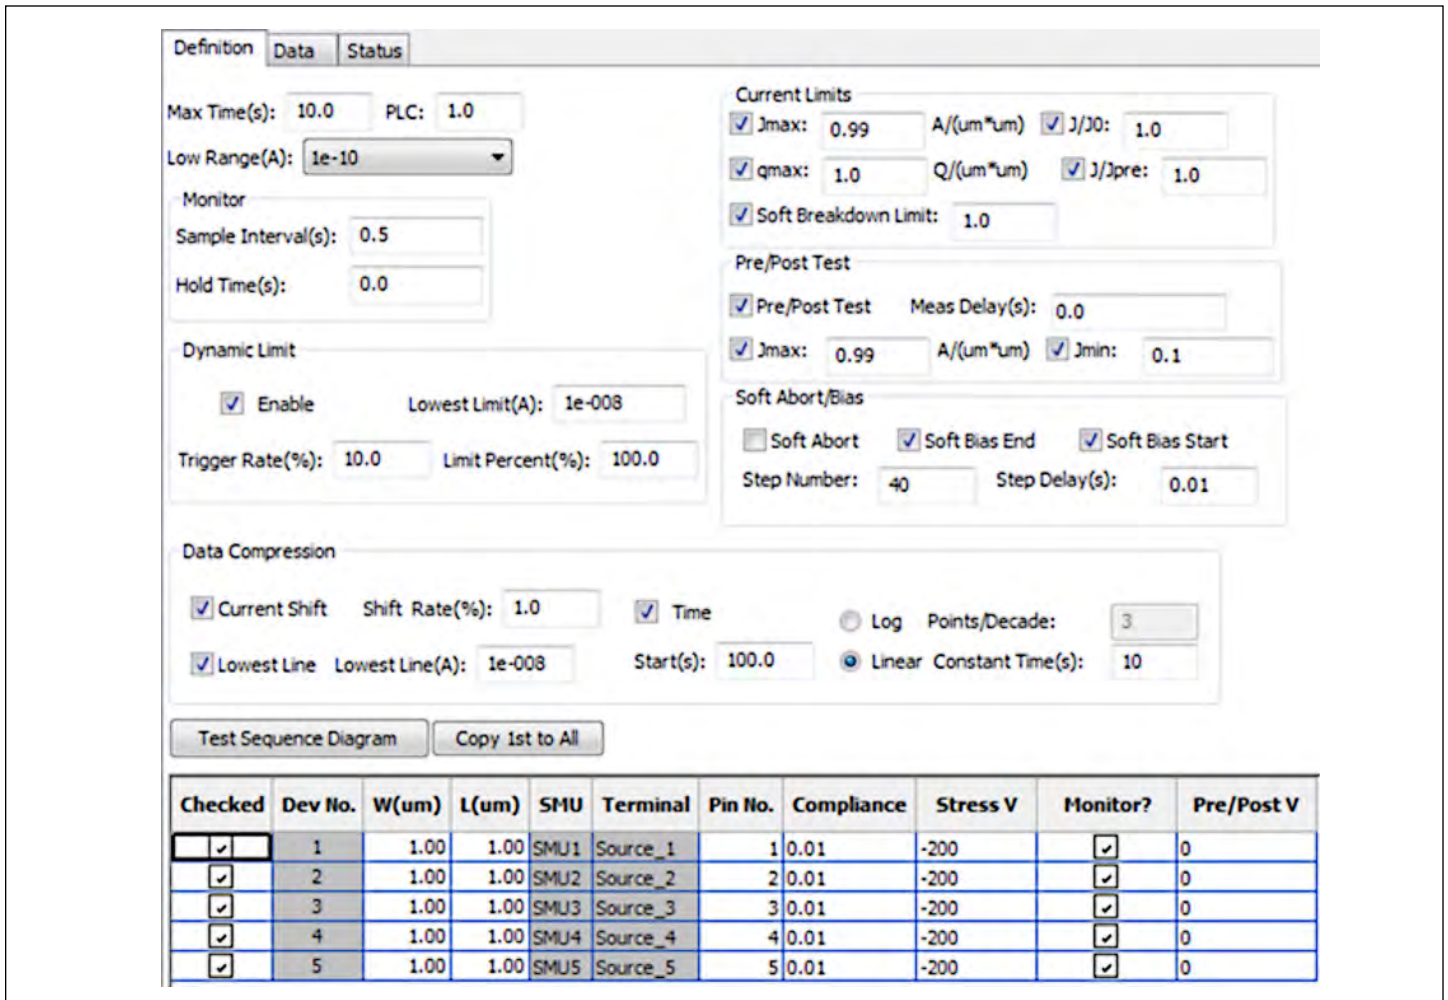 Definition Data Status
Max Time(s): 10.0 PLC: 1.0
Low Range(A): 1e-10
Monitor
Sample Interval(s): 0.5
Hold Time(s): 0.0
Dynamic Limit
Enable Lowest Limit(A): 1e-008
Trigger Rate(%): 10.0 Limit Percent(%): 100.0
Current Limits
Jmax: 0.99 A/(um*um) J/J0: 1.0
qmax: 1.0 Q/(um*um) J/Jpre: 1.0
Soft Breakdown Limit: 1.0
Pre/Post Test
Pre/Post Test Meas Delay(s): 0.0
Jmax: 0.99 A/(um*um) Jmin: 0.1
Soft Abort/Bias
Soft Abort Soft Bias End Soft Bias Start
Step Number: 40 Step Delay(s): 0.01
Data Compression
Current Shift Shift Rate(%): 1.0 Time Log Points/Decade: 3
Lowest Line Lowest Line(A): 1e-008 Start(s): 100.0 Linear Constant Time(s): 10
Test Sequence Diagram Copy 1st to All
Checked Dev No. W(um) L(um) SMU Terminal Pin No. Compliance Stress V Monitor? Pre/Post V
1 1.00 1.00 SMU1 Source_1 1 0.01 -200 0
2 1.00 1.00 SMU2 Source_2 2 0.01 -200 0
3 1.00 1.00 SMU3 Source_3 3 0.01 -200 0
4 1.00 1.00 SMU4 Source_4 4 0.01 -200 0
5 1.00 1.00 SMU5 Source_5 5 0.01 -200 0